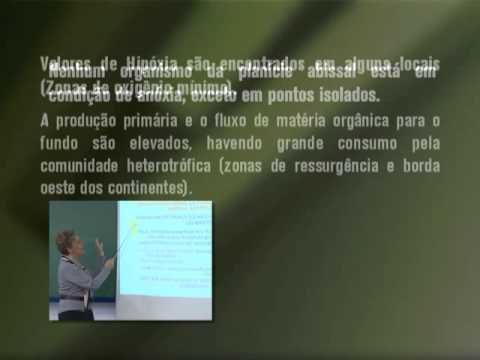 Valores de Hipóxia são encontrados em alguns locais
(Zonas de oxigênio mínimo).
Nenhum organismo da planície abissal está em
condição de anóxia, exceto em pontos isolados.
A produção primária e o fluxo de matéria orgânica para o
fundo são elevados, havendo grande consumo pela
comunidade heterotrófica (zonas de ressurgência e borda
oeste dos continentes).